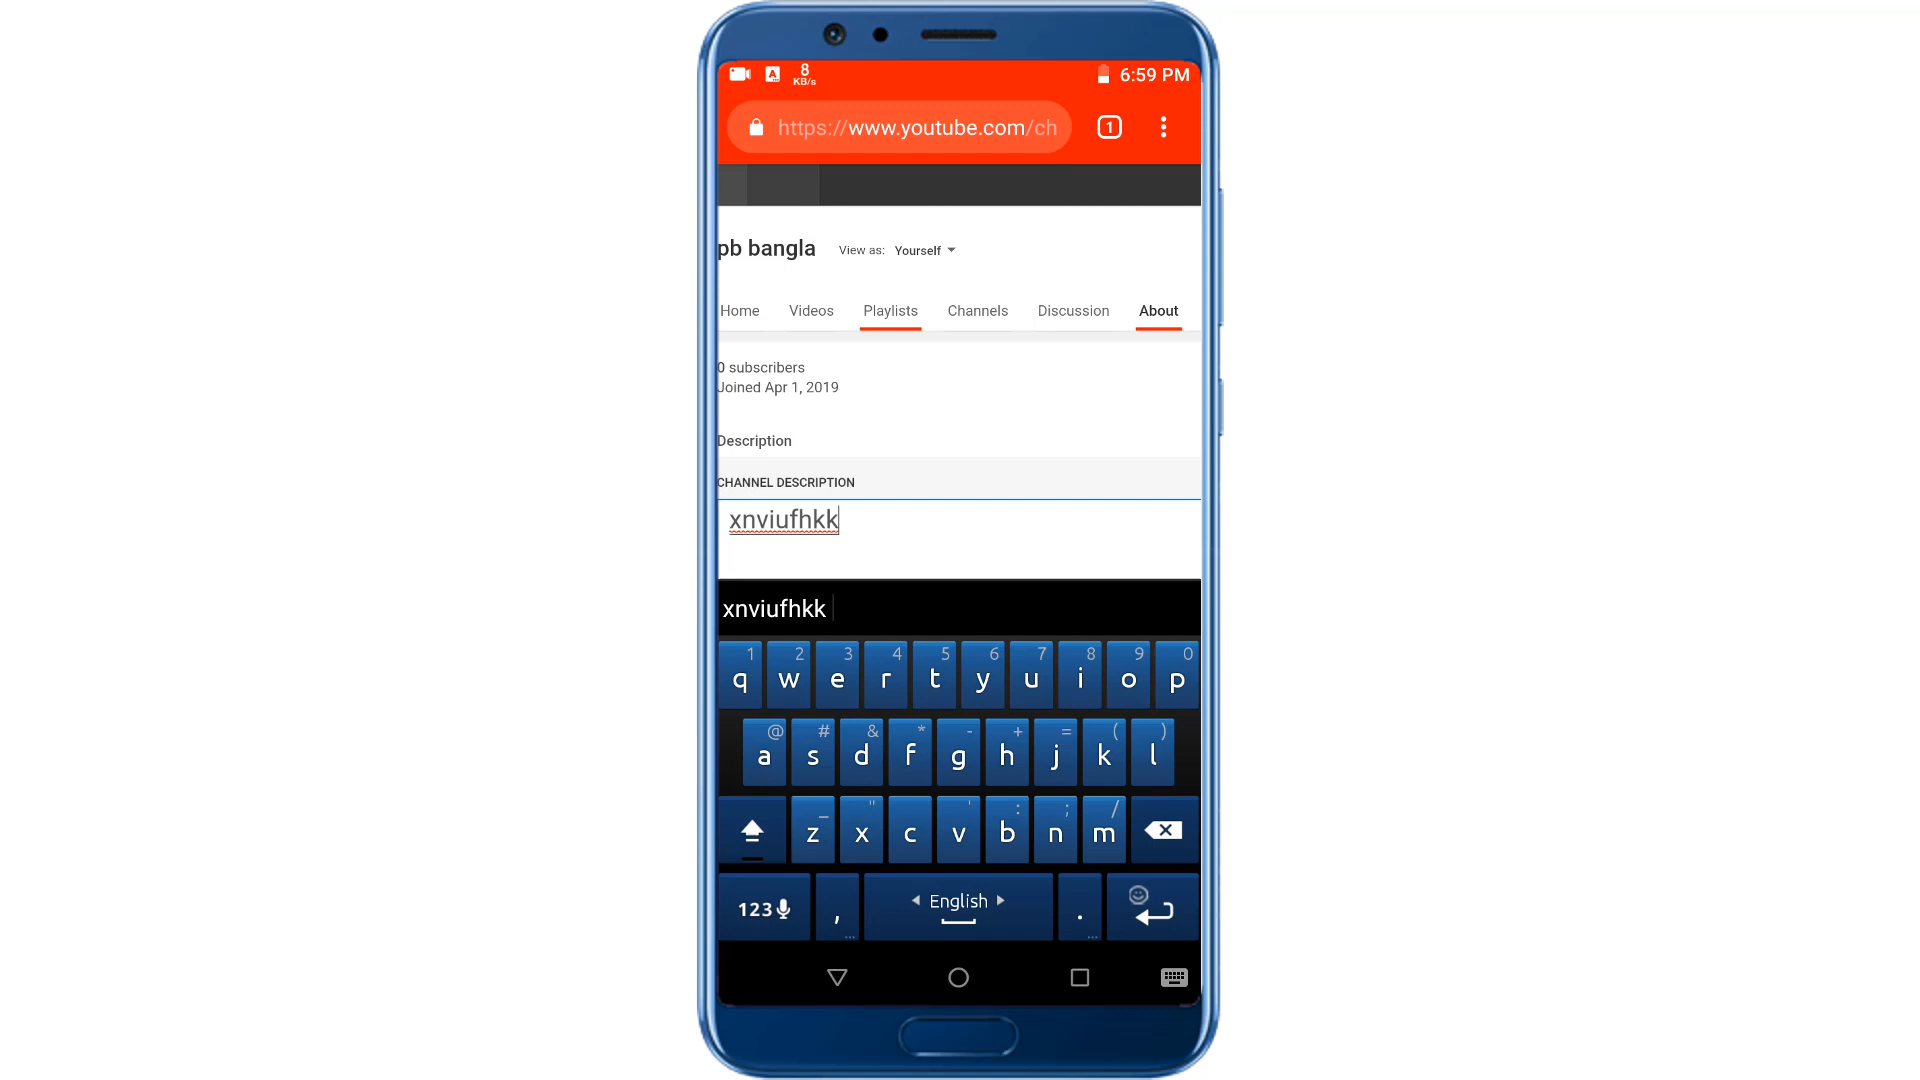 8 KB/s 6:59 PM
https://www.youtube.com/ch 1
pb bangla View as: Yourself
Home Videos Playlists Channels Discussion About
0 subscribers
Joined Apr 1, 2019
Description
CHANNEL DESCRIPTION
xnviufhkk
xnviufhkk
1 2 3 4 5 6 7 8 9 0
q w e r t y u i o p
@ # & * - + = ( )
a s d f g h j k l
_ " ' : ; /
z x c v b n m
123 , English .